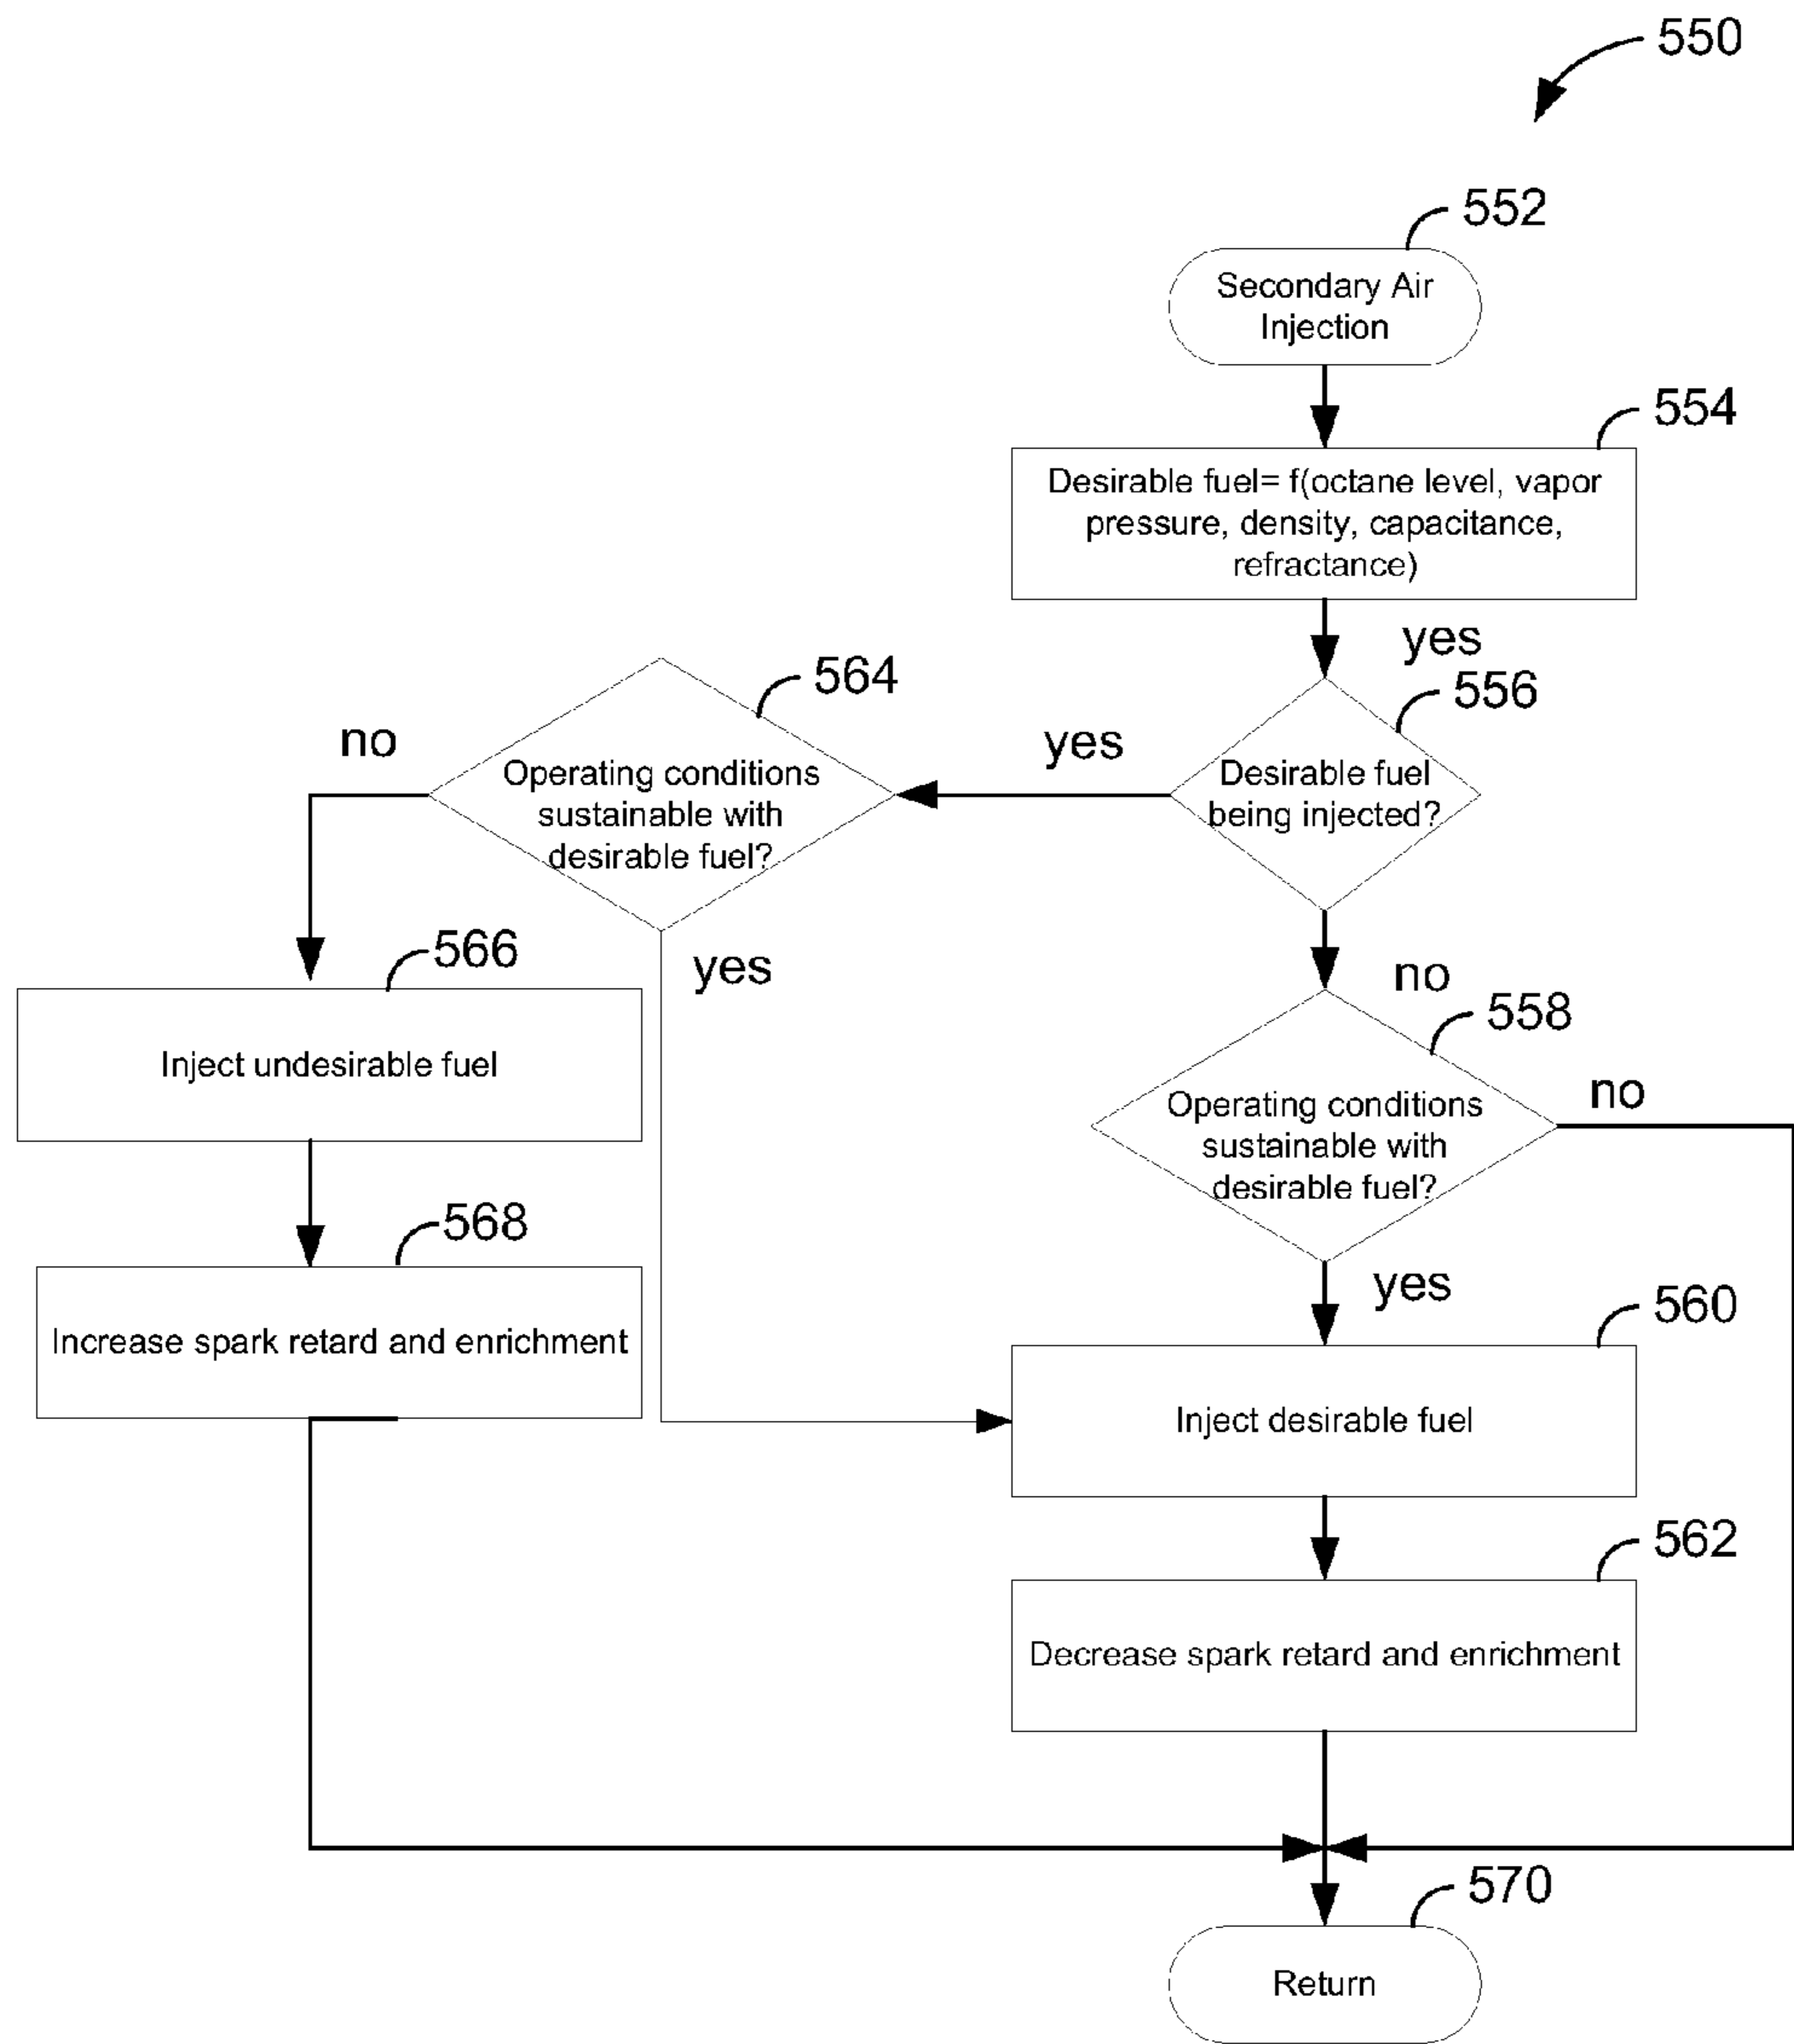 550
552
Secondary Air
Injection
554
Desirable fuel= f(octane level, vapor
pressure, density, capacitance,
refractance)
yes
556
Desirable fuel
being injected?
yes
564
Operating conditions
sustainable with
desirable fuel?
no
yes
no
558
Operating conditions
sustainable with
desirable fuel?
no
yes
566
Inject undesirable fuel
568
Increase spark retard and enrichment
560
Inject desirable fuel
562
Decrease spark retard and enrichment
570
Return